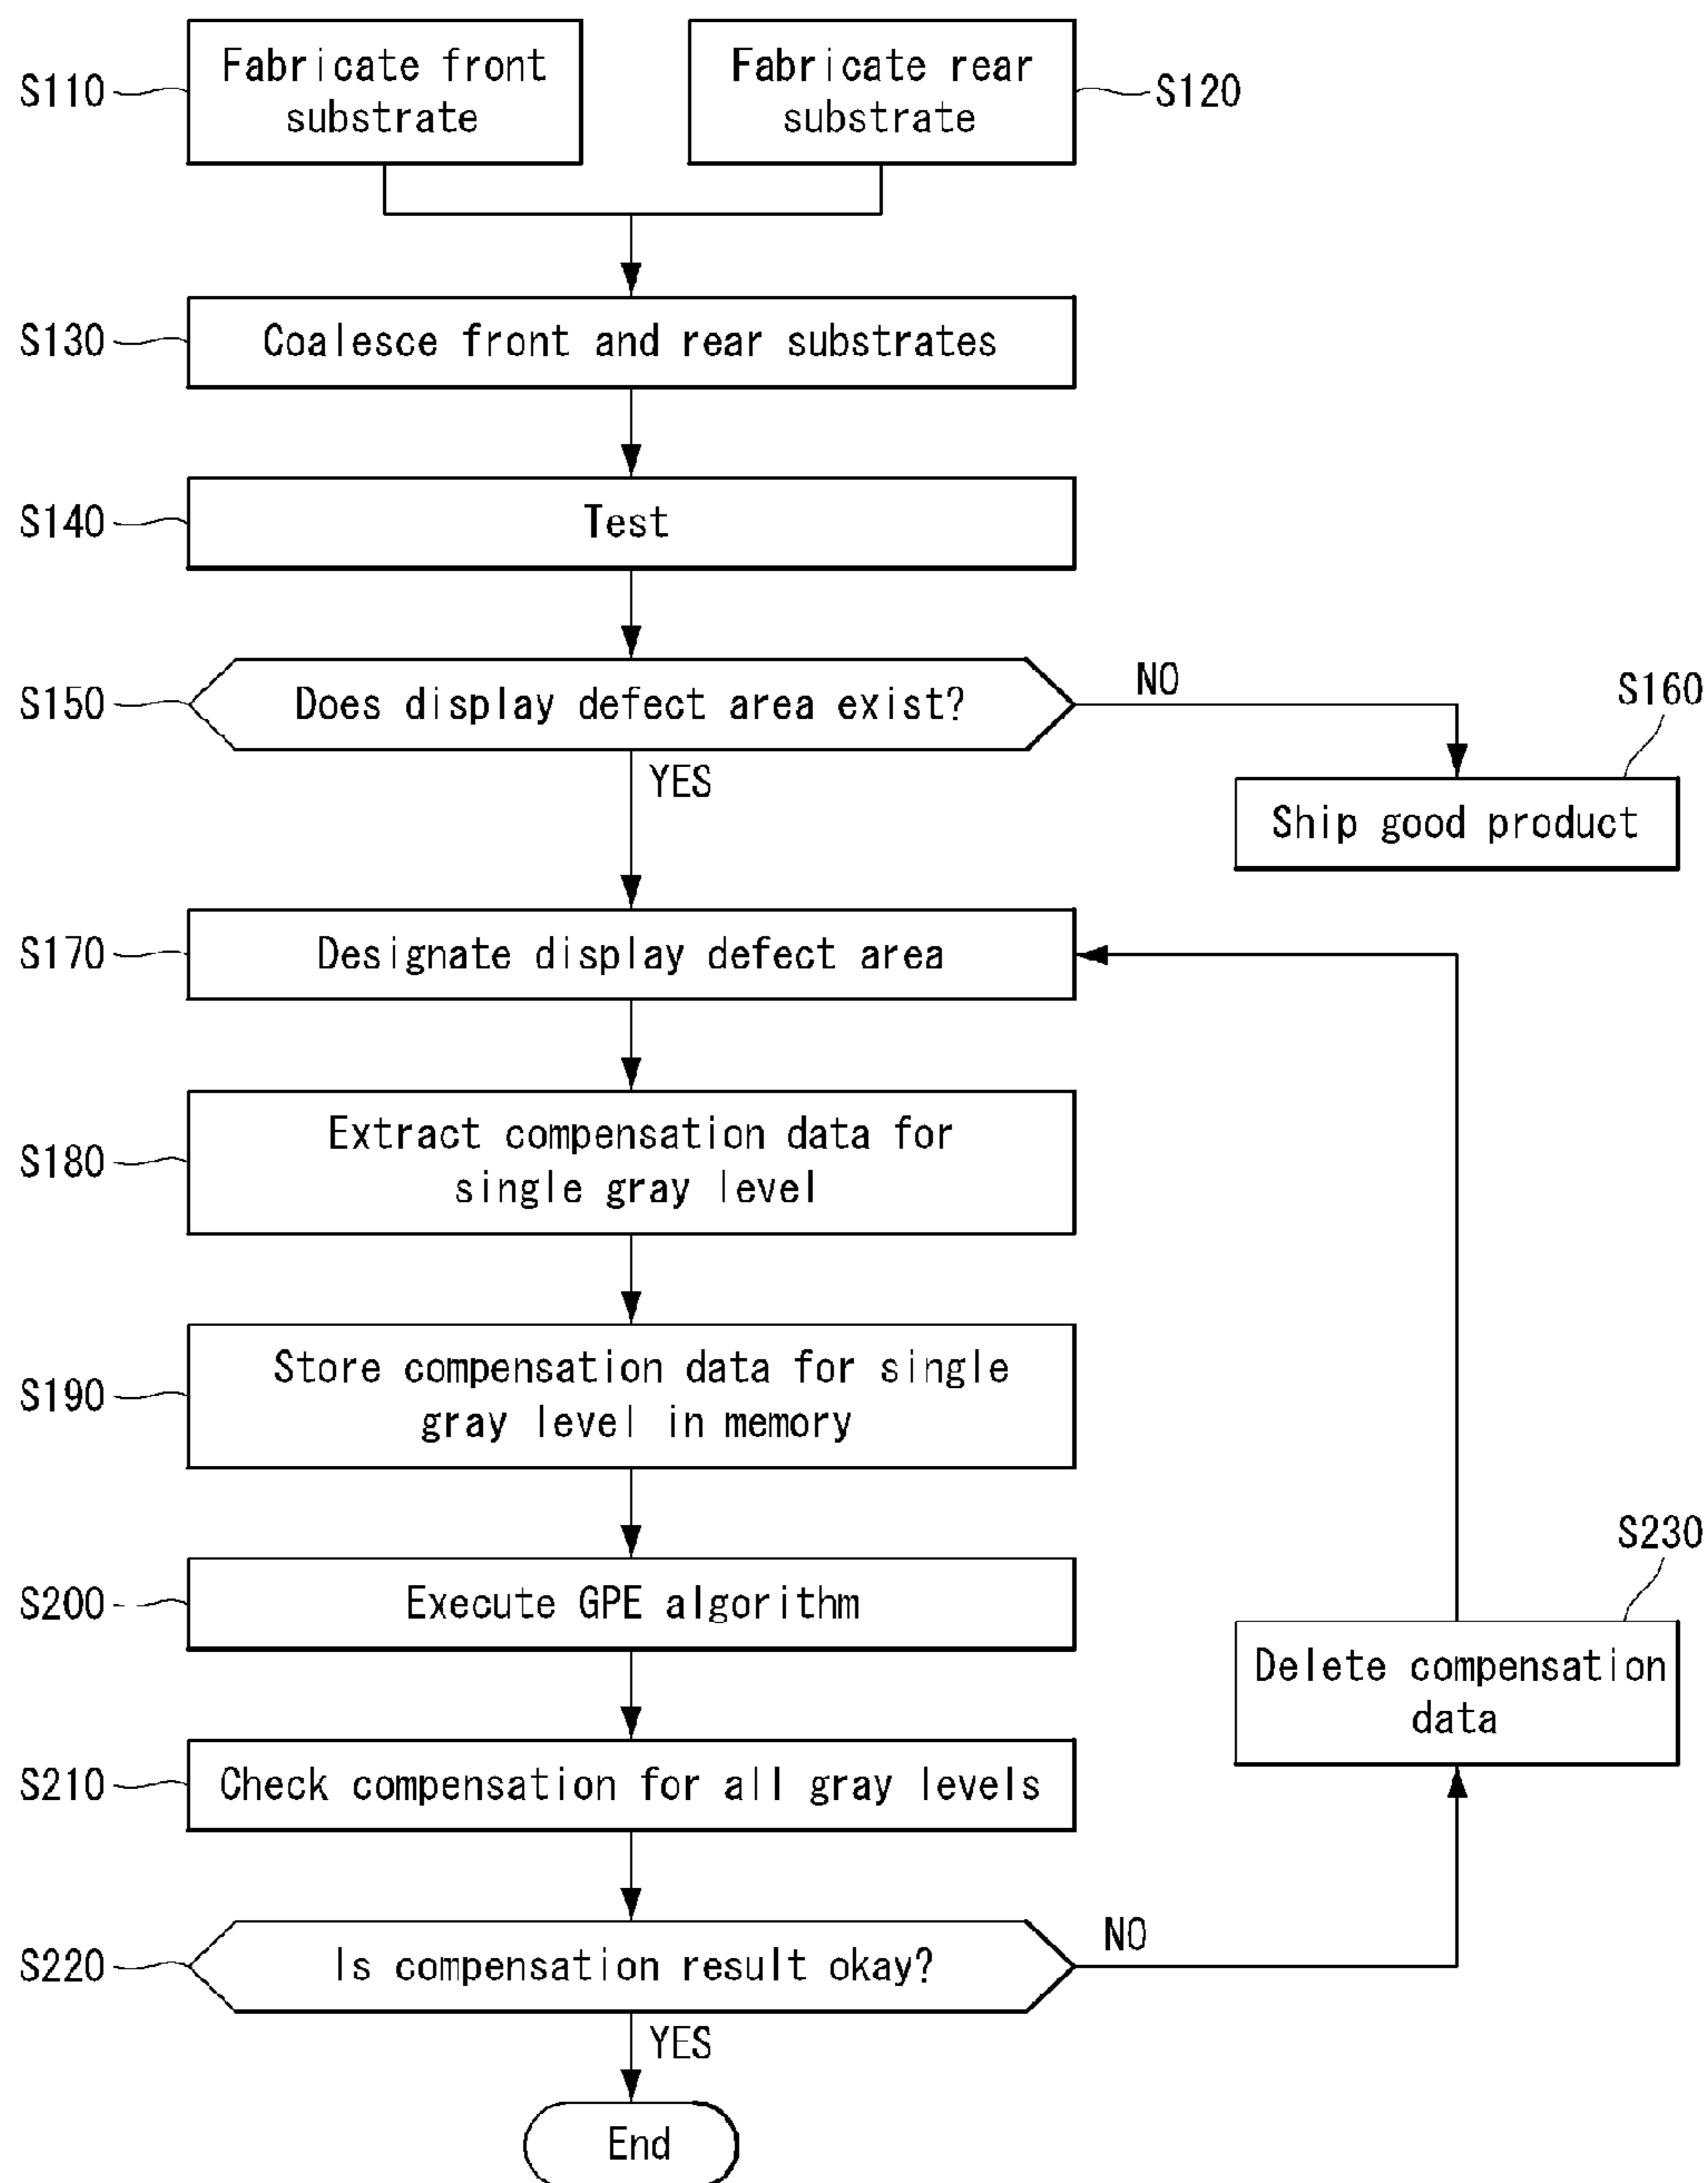 S110
Fabricate front
substrate
Fabricate rear
substrate
S120
S130
Coalesce front and rear substrates
S140
Test
S150
Does display defect area exist?
NO
YES
S160
Ship good product
S170
Designate display defect area
S180
Extract compensation data for
single gray level
S190
Store compensation data for single
gray level in memory
S200
Execute GPE algorithm
S230
Delete compensation
data
S210
Check compensation for all gray levels
S220
Is compensation result okay?
NO
YES
End